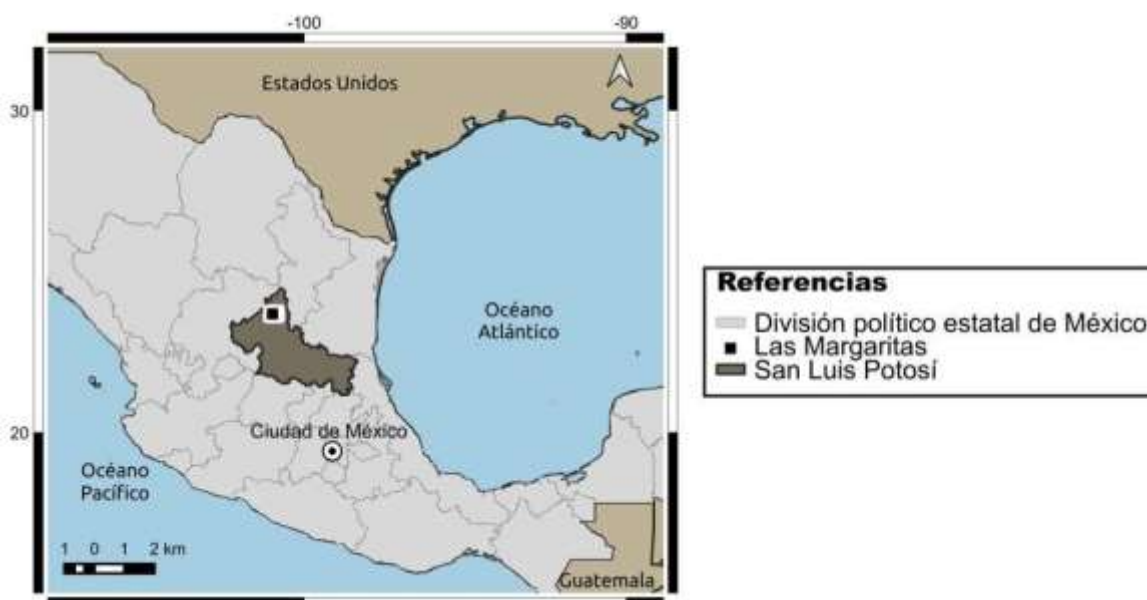 -100
-90
30
Estados Unidos
Océano
Atlántico
20
Ciudad de México
Océano
Pacífico
1 0 1 2 km
Guatemala
Referencias
División político estatal de México
Las Margaritas
San Luis Potosí